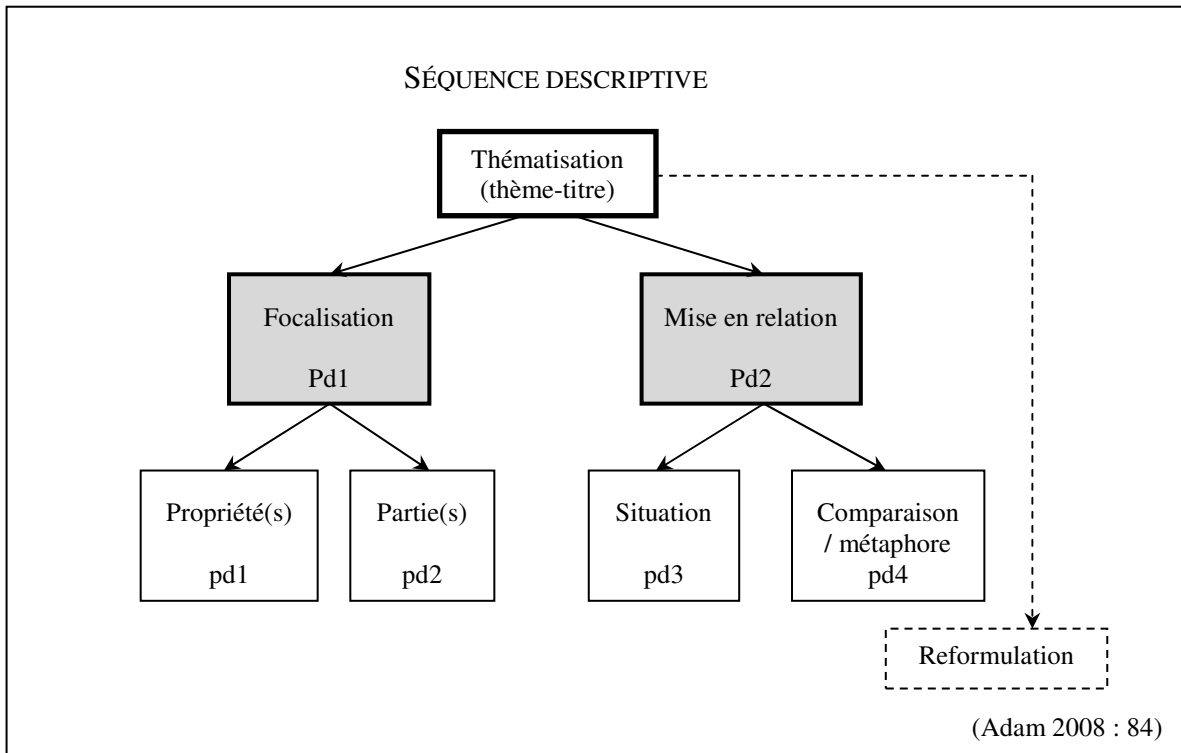 SÉQUENCE DESCRIPTIVE
Thématisation
(thème-titre)
Focalisation
Pd1
Mise en relation
Pd2
Propriété(s)
pd1
Partie(s)
pd2
Situation
pd3
Comparaison
/ métaphore
pd4
Reformulation
(Adam 2008 : 84)